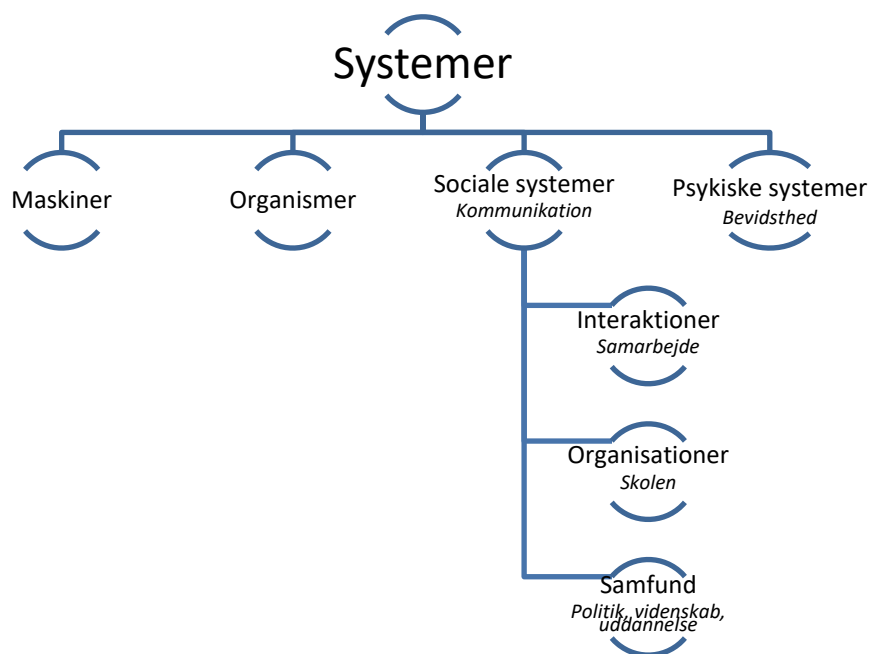 Systemer
Maskiner
Organismer
Sociale systemer
Kommunikation
Psykiske systemer
Bevidsthed
Interaktioner
Samarbejde
Organisationer
Skolen
Samfund
Politik, videnskab,
uddannelse